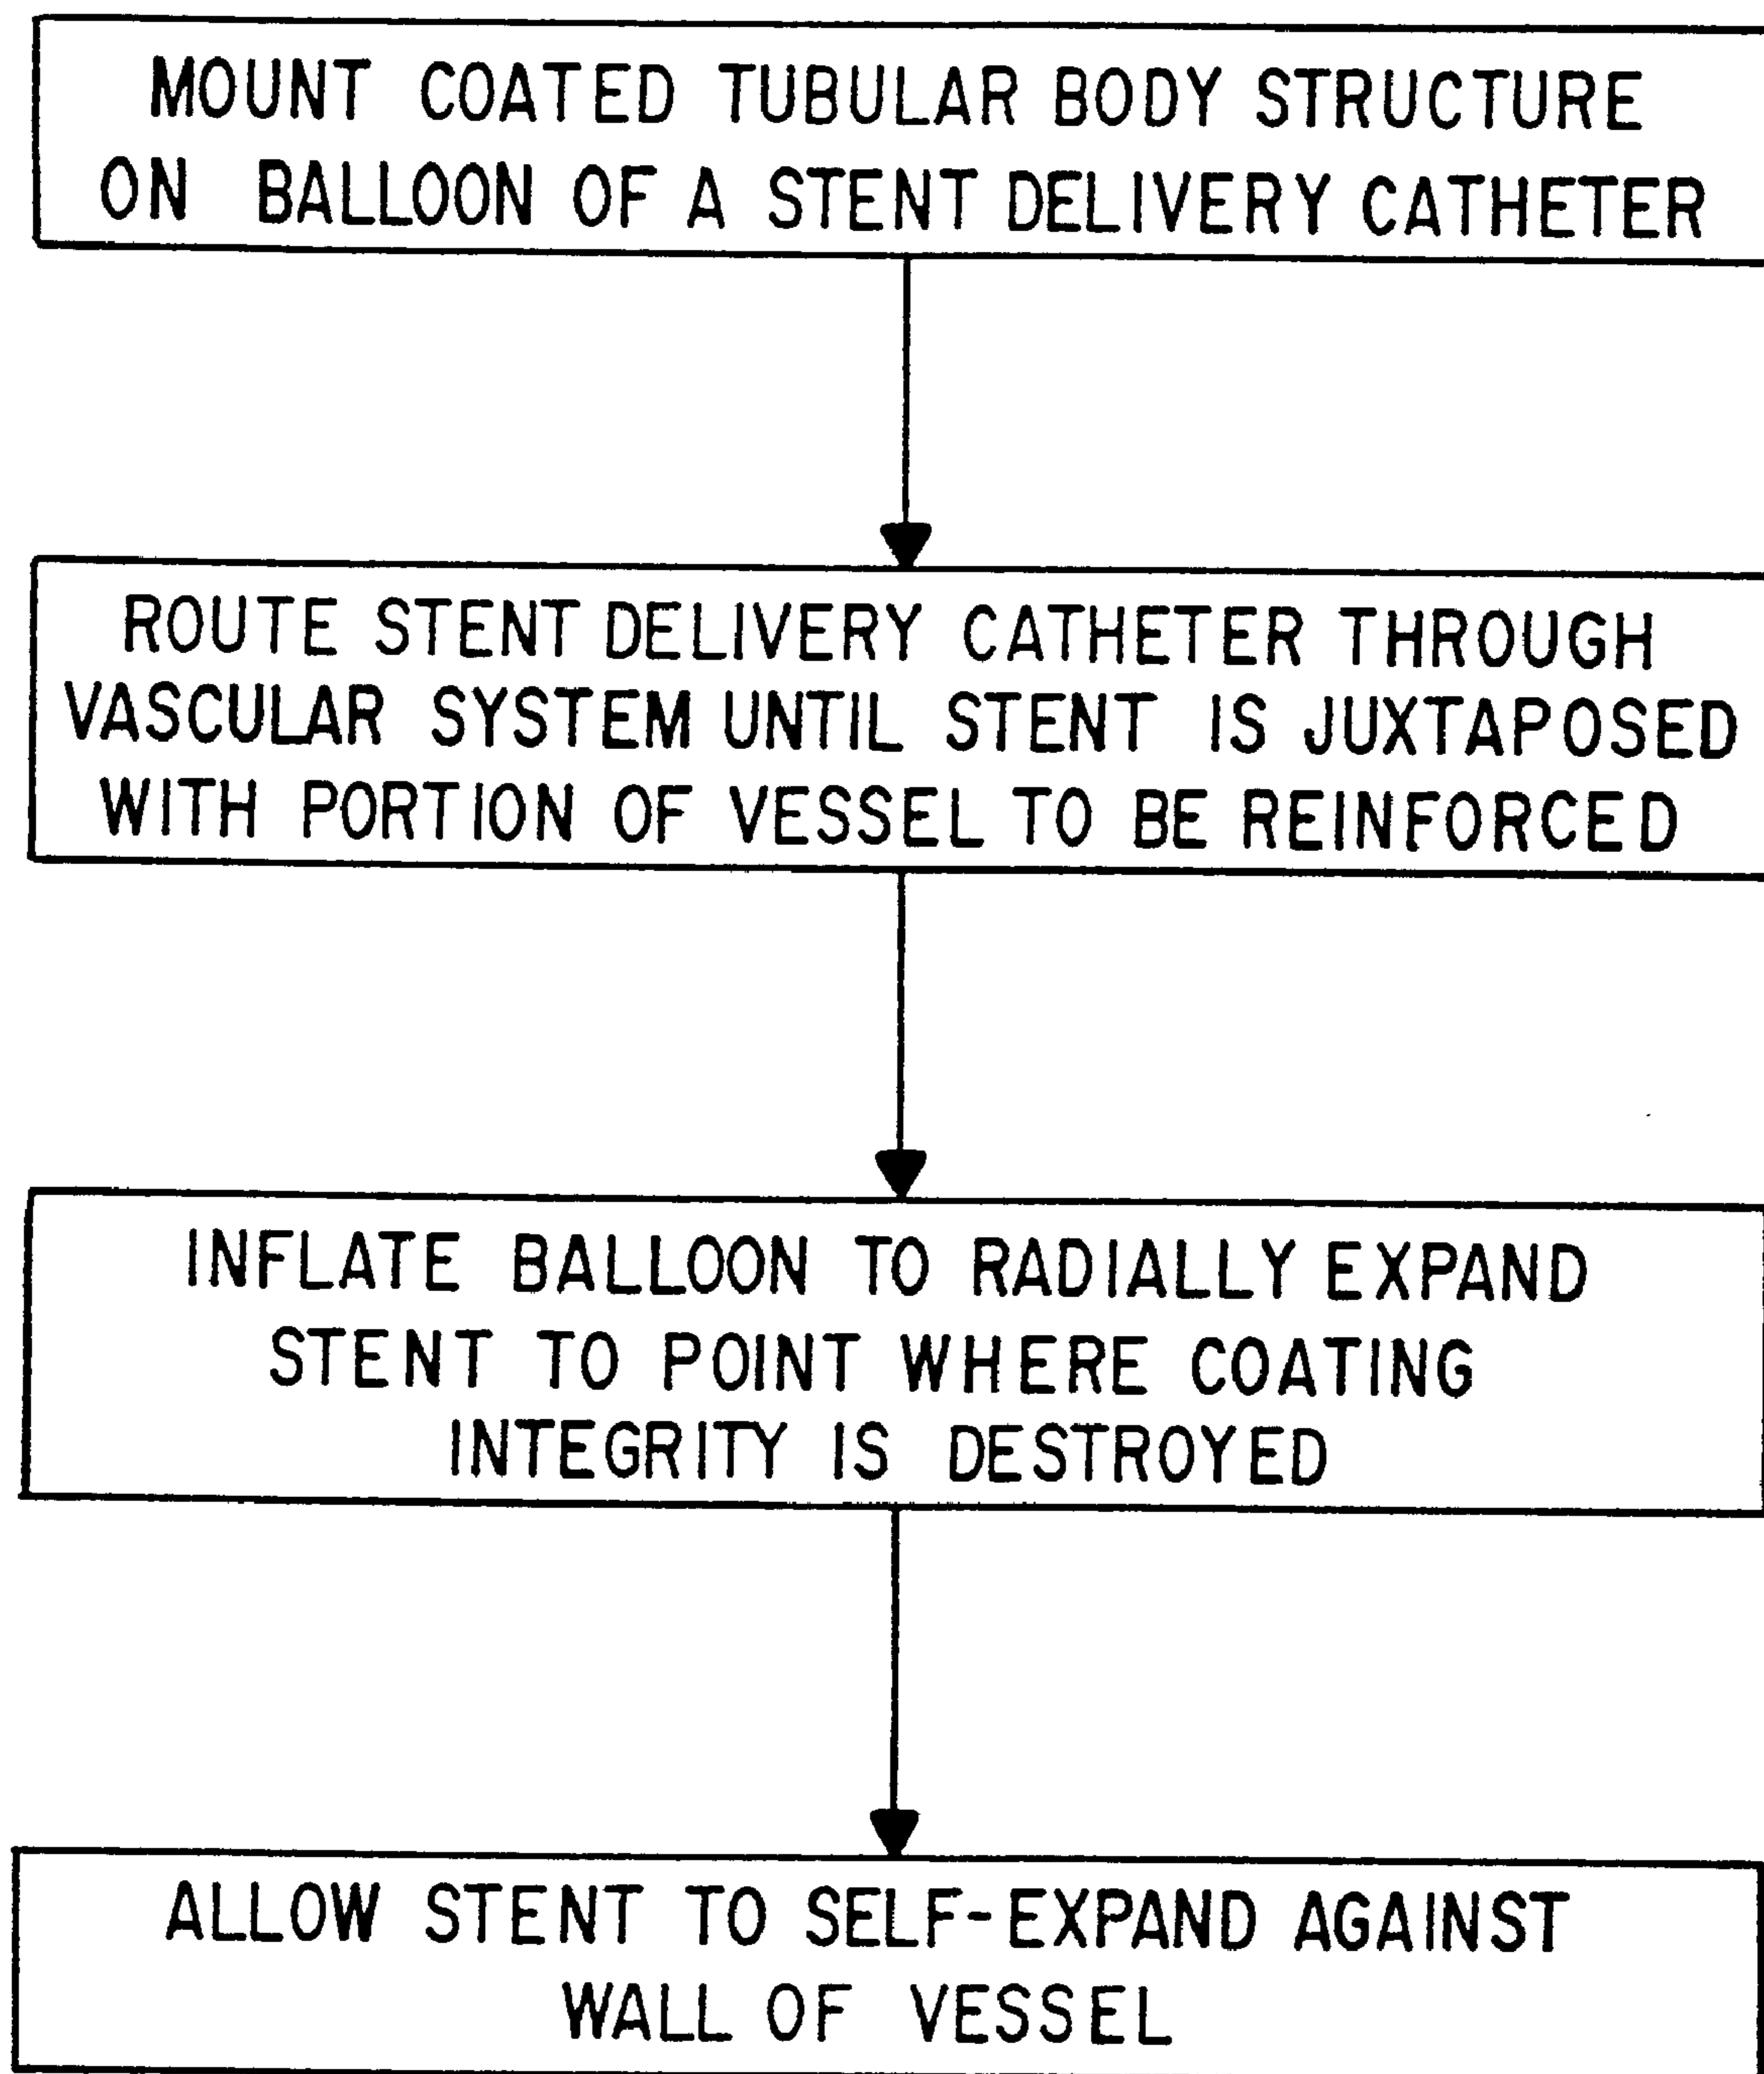 MOUNT COATED TUBULAR BODY STRUCTURE
ON BALLOON OF A STENT DELIVERY CATHETER
ROUTE STENT DELIVERY CATHETER THROUGH
VASCULAR SYSTEM UNTIL STENT IS JUXTAPOSED
WITH PORTION OF VESSEL TO BE REINFORCED
INFLATE BALLOON TO RADIALLY EXPAND
STENT TO POINT WHERE COATING
INTEGRITY IS DESTROYED
ALLOW STENT TO SELF-EXPAND AGAINST
WALL OF VESSEL